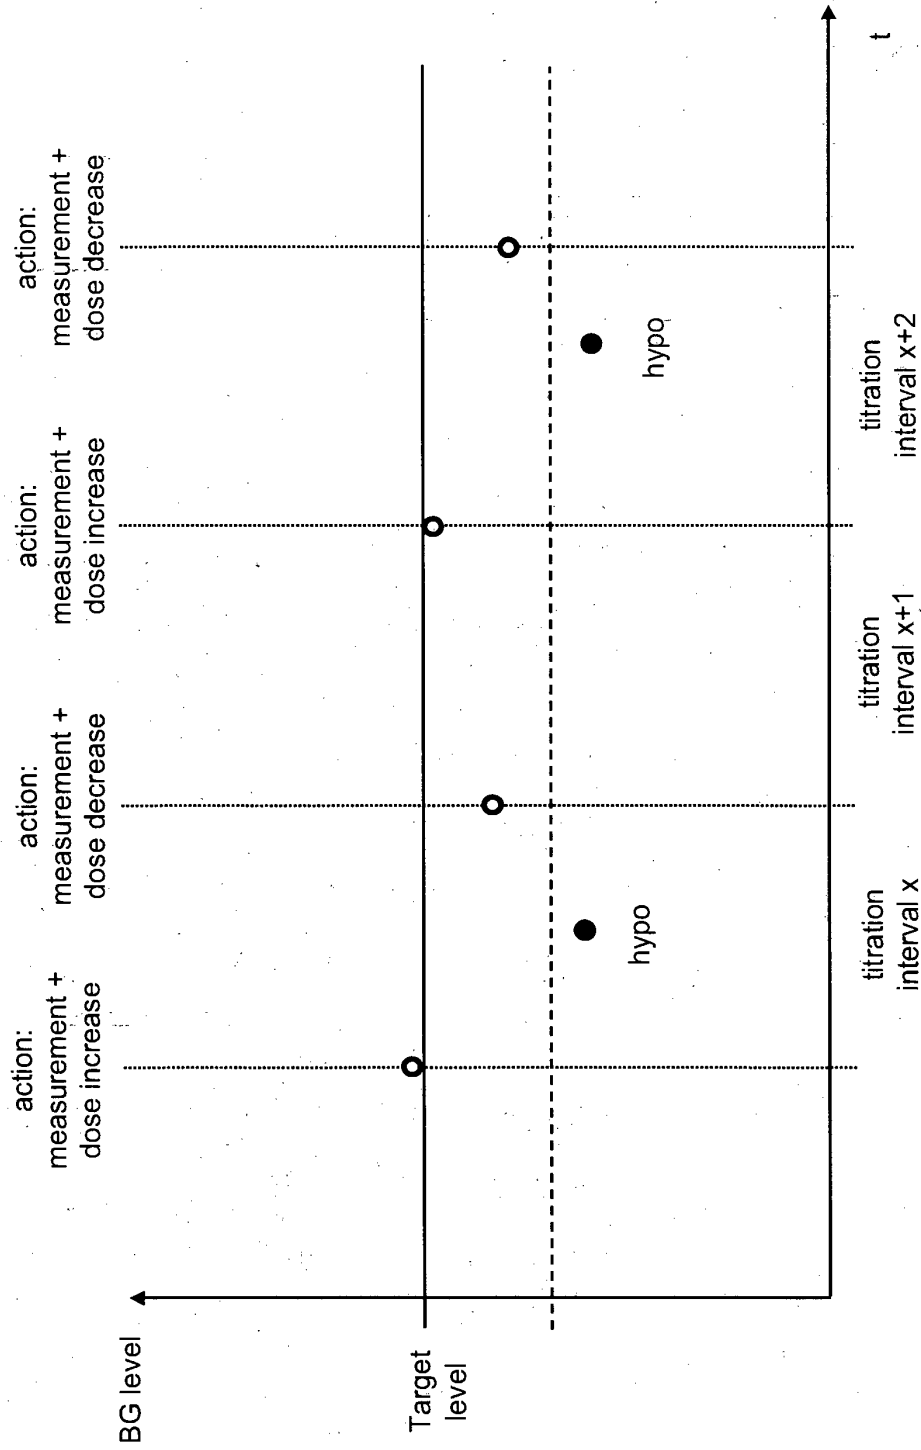 BG level
action:
measurement +
dose increase
action:
measurement +
dose decrease
action:
measurement +
dose increase
action:
measurement +
dose decrease
Target
level
hypo
hypo
titration
interval x
titration
interval x+1
titration
interval x+2
t